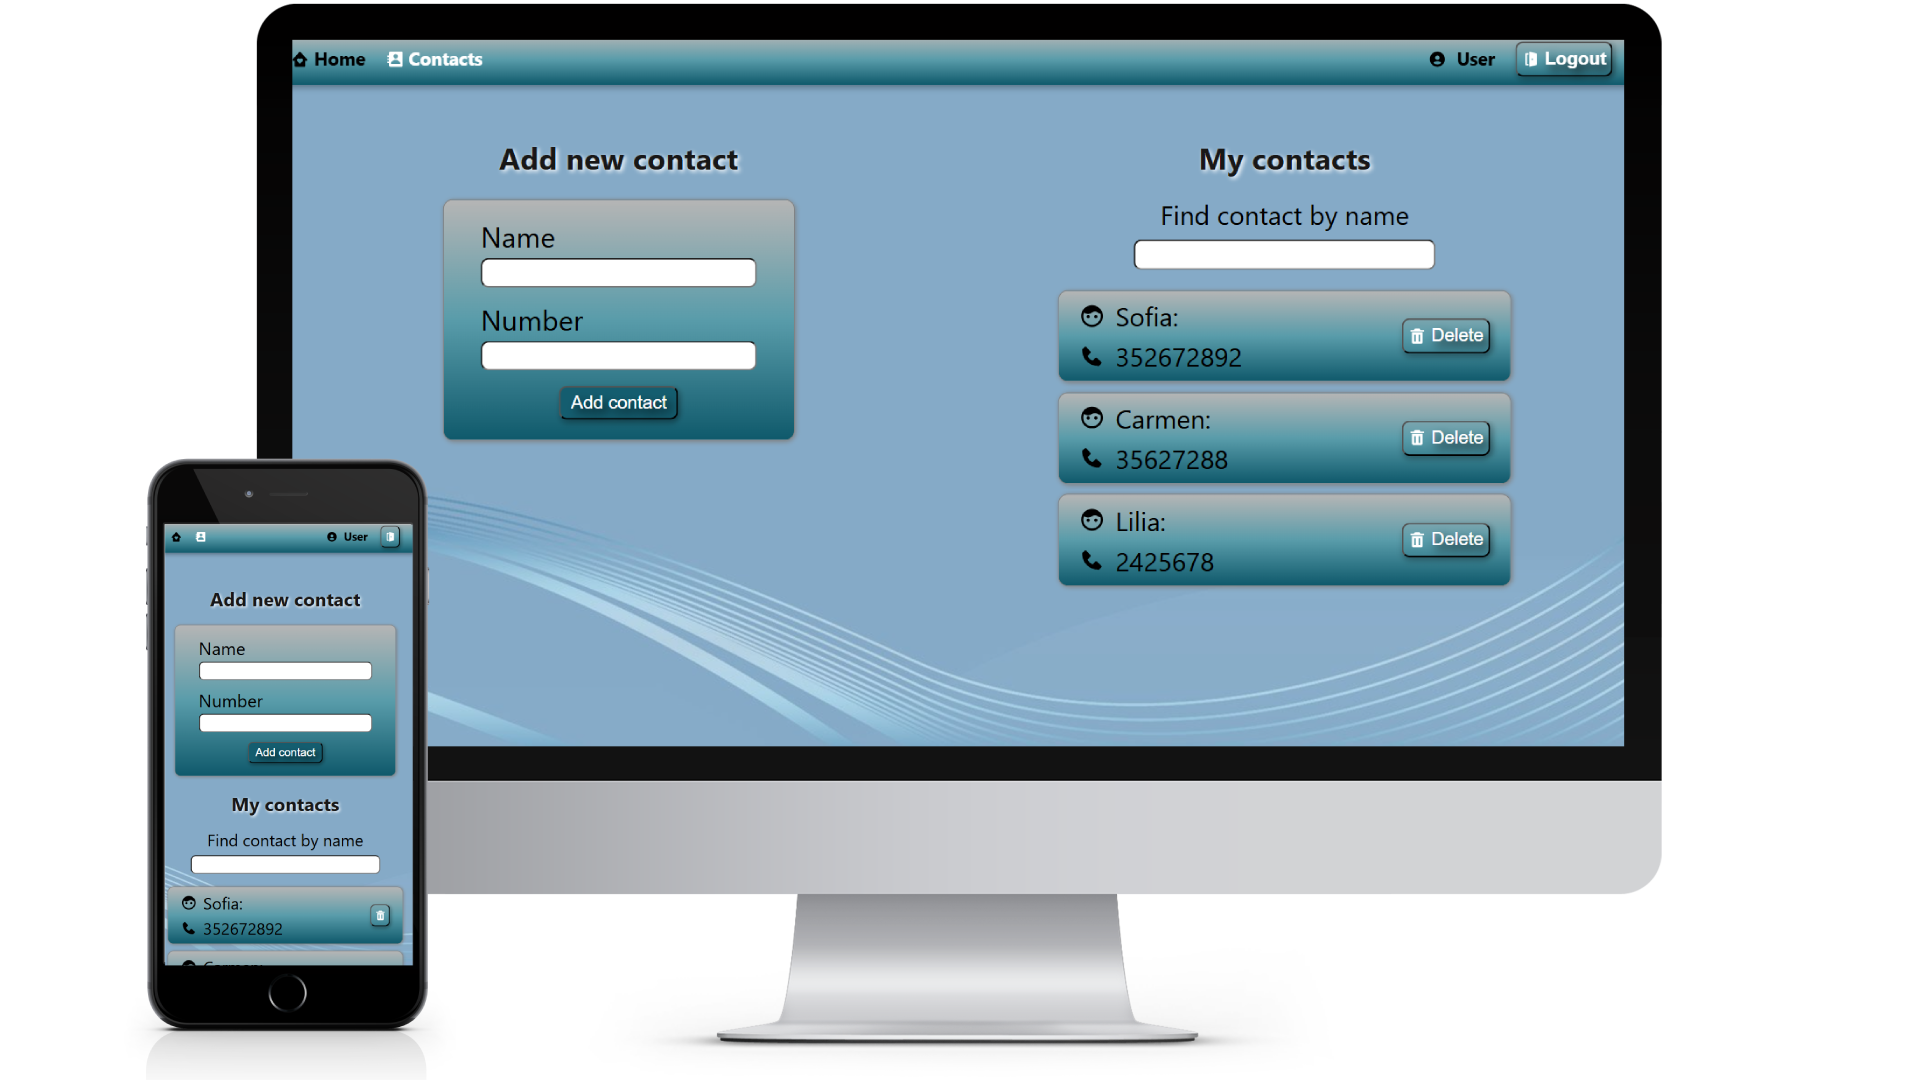 Home Contacts User Logout
Add new contact
Name
Number
Add contact
My contacts
Find contact by name
Sofia:
352672892
Delete
Carmen:
35627288
Delete
Lilia:
2425678
Delete
User
Add new contact
Name
Number
Add contact
My contacts
Find contact by name
Sofia:
352672892